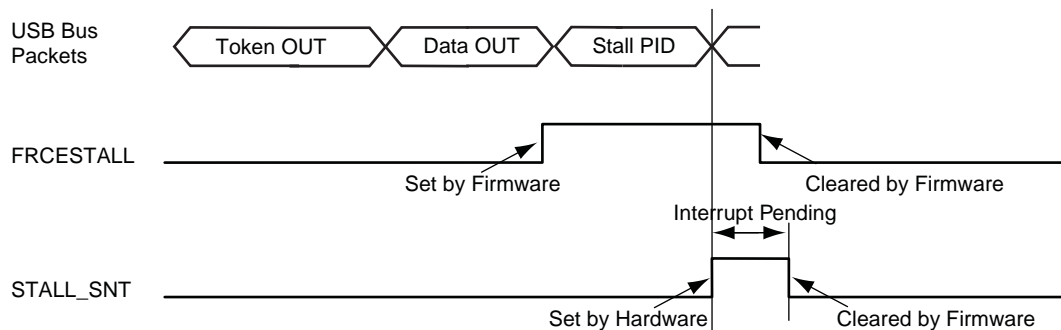 USB Bus
Packets
Token OUT
Data OUT
Stall PID
FRCESTALL
Set by Firmware
Cleared by Firmware
Interrupt Pending
STALL_SNT
Set by Hardware
Cleared by Firmware